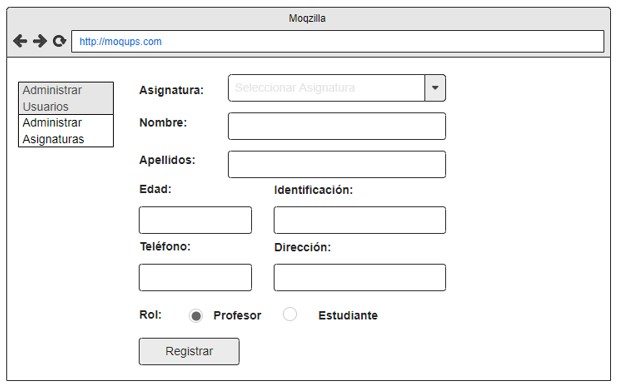 Moqzilla
http://moqups.com
Administrar
Usuarios
Administrar
Asignaturas
Asignatura: Seleccionar Asignatura
Nombre:
Apellidos:
Edad: Identificación:
Teléfono: Dirección:
Rol: Profesor Estudiante
Registrar